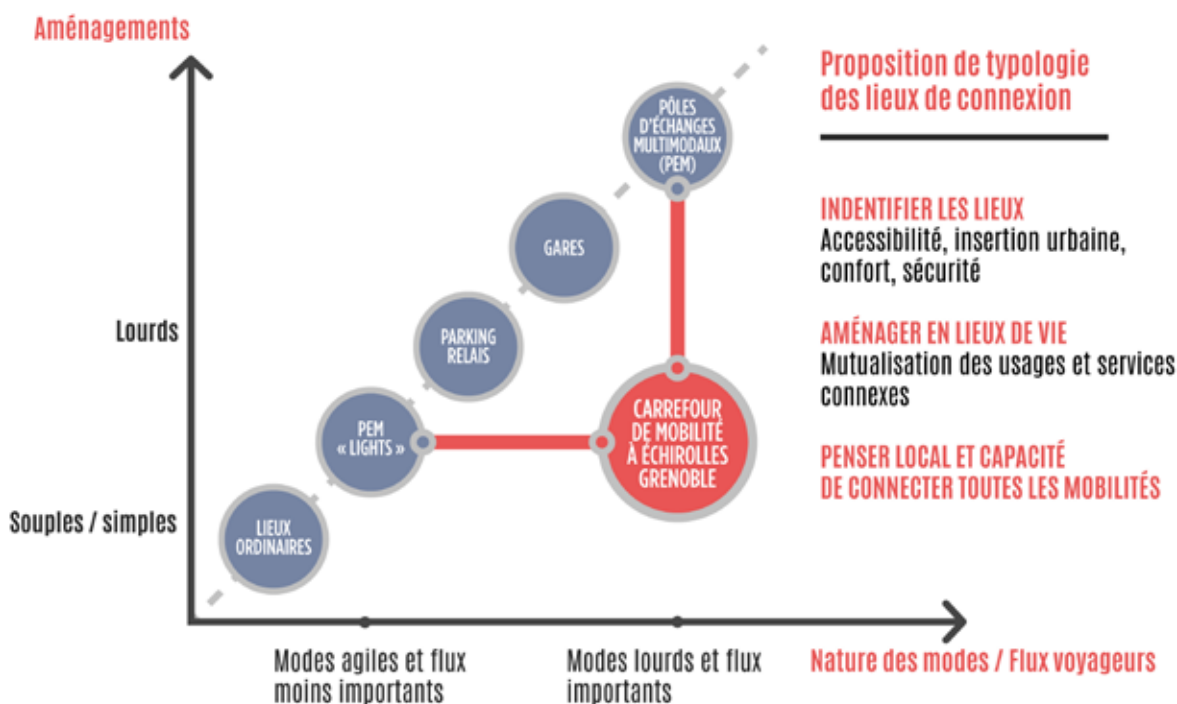 Aménagements
Proposition de typologie
des lieux de connexion
PÔLES
D'ÉCHANGES
MULTIMODAUX
(PEM)
INDENTIFIER LES LIEUX
Accessibilité, insertion urbaine,
confort, sécurité
GARES
Lourds
PARKING
RELAIS
AMÉNAGER EN LIEUX DE VIE
Mutualisation des usages et services
connexes
PEM
« LIGHTS »
CARREFOUR
DE MOBILITÉ
À ÉCHIROLLES
GRENOBLE
PENSER LOCAL ET CAPACITÉ
DE CONNECTER TOUTES LES MOBILITÉS
Souples / simples
LIEUX
ORDINAIRES
Modes agiles et flux
moins importants
Modes lourds et flux
importants
Nature des modes / Flux voyageurs